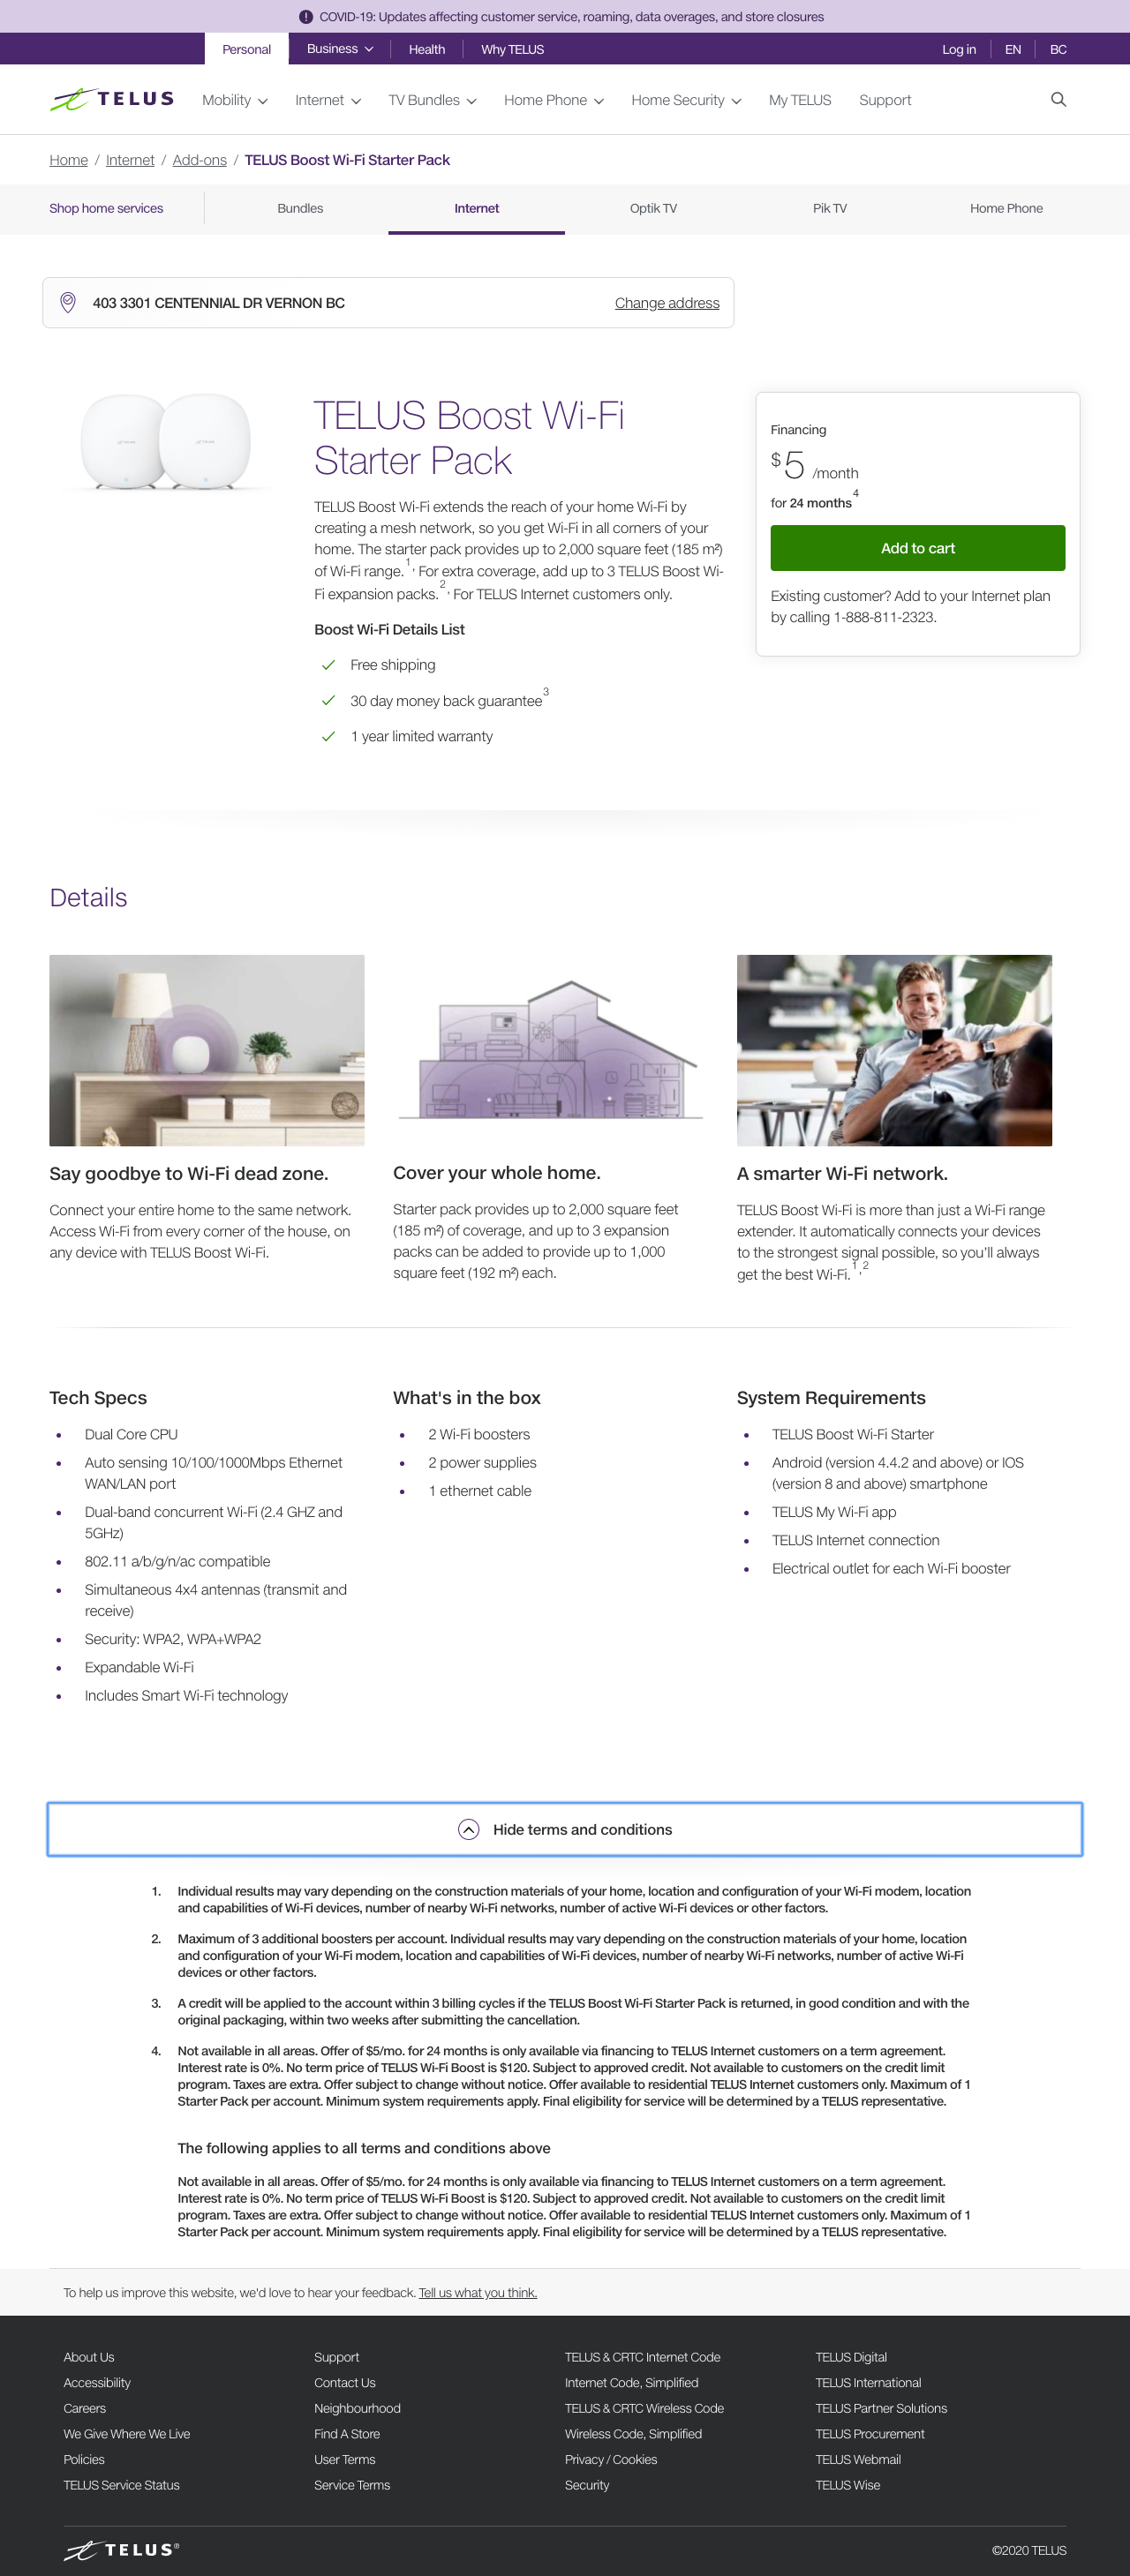 COVID-19: Updates affecting customer service, roaming, data overages, and store closures
Personal Business Health Why TELUS Log in EN BC
TELUS Mobility Internet TV Bundles Home Phone Home Security My TELUS Support
Home / Internet / Add-ons / TELUS Boost Wi-Fi Starter Pack
Shop home services Bundles Internet Optik TV Pik TV Home Phone
403 3301 CENTENNIAL DR VERNON BC Change address
TELUS Boost Wi-Fi
Starter Pack
TELUS Boost Wi-Fi extends the reach of your home Wi-Fi by
creating a mesh network, so you get Wi-Fi in all corners of your
home. The starter pack provides up to 2,000 square feet (185 m²)
of Wi-Fi range.1, For extra coverage, add up to 3 TELUS Boost Wi-
Fi expansion packs.2, For TELUS Internet customers only.
Boost Wi-Fi Details List
Free shipping
30 day money back guarantee3
1 year limited warranty
Financing
$5 /month
for 24 months4
Add to cart
Existing customer? Add to your Internet plan
by calling 1-888-811-2323.
Details
Say goodbye to Wi-Fi dead zone.
Connect your entire home to the same network.
Access Wi-Fi from every corner of the house, on
any device with TELUS Boost Wi-Fi.
Cover your whole home.
Starter pack provides up to 2,000 square feet
(185 m²) of coverage, and up to 3 expansion
packs can be added to provide up to 1,000
square feet (192 m²) each.
A smarter Wi-Fi network.
TELUS Boost Wi-Fi is more than just a Wi-Fi range
extender. It automatically connects your devices
to the strongest signal possible, so you'll always
get the best Wi-Fi.1,2
Tech Specs
Dual Core CPU
Auto sensing 10/100/1000Mbps Ethernet
WAN/LAN port
Dual-band concurrent Wi-Fi (2.4 GHZ and
5GHz)
802.11 a/b/g/n/ac compatible
Simultaneous 4x4 antennas (transmit and
receive)
Security: WPA2, WPA+WPA2
Expandable Wi-Fi
Includes Smart Wi-Fi technology
What's in the box
2 Wi-Fi boosters
2 power supplies
1 ethernet cable
System Requirements
TELUS Boost Wi-Fi Starter
Android (version 4.4.2 and above) or IOS
(version 8 and above) smartphone
TELUS My Wi-Fi app
TELUS Internet connection
Electrical outlet for each Wi-Fi booster
Hide terms and conditions
1. Individual results may vary depending on the construction materials of your home, location and configuration of your Wi-Fi modem, location
and capabilities of Wi-Fi devices, number of nearby Wi-Fi networks, number of active Wi-Fi devices or other factors.
2. Maximum of 3 additional boosters per account. Individual results may vary depending on the construction materials of your home, location
and configuration of your Wi-Fi modem, location and capabilities of Wi-Fi devices, number of nearby Wi-Fi networks, number of active Wi-Fi
devices or other factors.
3. A credit will be applied to the account within 3 billing cycles if the TELUS Boost Wi-Fi Starter Pack is returned, in good condition and with the
original packaging, within two weeks after submitting the cancellation.
4. Not available in all areas. Offer of $5/mo. for 24 months is only available via financing to TELUS Internet customers on a term agreement.
Interest rate is 0%. No term price of TELUS Wi-Fi Boost is $120. Subject to approved credit. Not available to customers on the credit limit
program. Taxes are extra. Offer subject to change without notice. Offer available to residential TELUS Internet customers only. Maximum of 1
Starter Pack per account. Minimum system requirements apply. Final eligibility for service will be determined by a TELUS representative.
The following applies to all terms and conditions above
Not available in all areas. Offer of $5/mo. for 24 months is only available via financing to TELUS Internet customers on a term agreement.
Interest rate is 0%. No term price of TELUS Wi-Fi Boost is $120. Subject to approved credit. Not available to customers on the credit limit
program. Taxes are extra. Offer subject to change without notice. Offer available to residential TELUS Internet customers only. Maximum of 1
Starter Pack per account. Minimum system requirements apply. Final eligibility for service will be determined by a TELUS representative.
To help us improve this website, we'd love to hear your feedback. Tell us what you think.
About Us
Accessibility
Careers
We Give Where We Live
Policies
TELUS Service Status
Support
Contact Us
Neighbourhood
Find A Store
User Terms
Service Terms
TELUS & CRTC Internet Code
Internet Code, Simplified
TELUS & CRTC Wireless Code
Wireless Code, Simplified
Privacy / Cookies
Security
TELUS Digital
TELUS International
TELUS Partner Solutions
TELUS Procurement
TELUS Webmail
TELUS Wise
TELUS® ©2020 TELUS